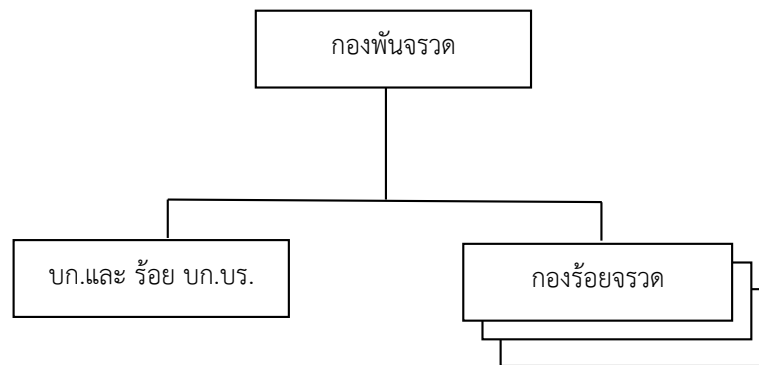 กองพันจรวด
บก.และ ร้อย บก.บร.
กองร้อยจรวด